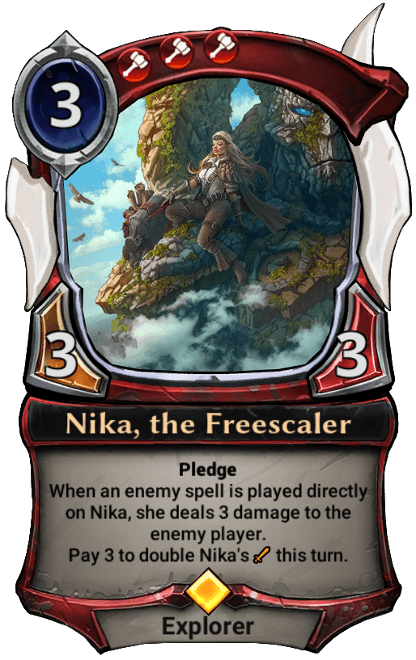 3
3
3
Nika, the Freescaler
Pledge
When an enemy spell is played directly
on Nika, she deals 3 damage to the
enemy player.
Pay 3 to double Nika's this turn.
Explorer